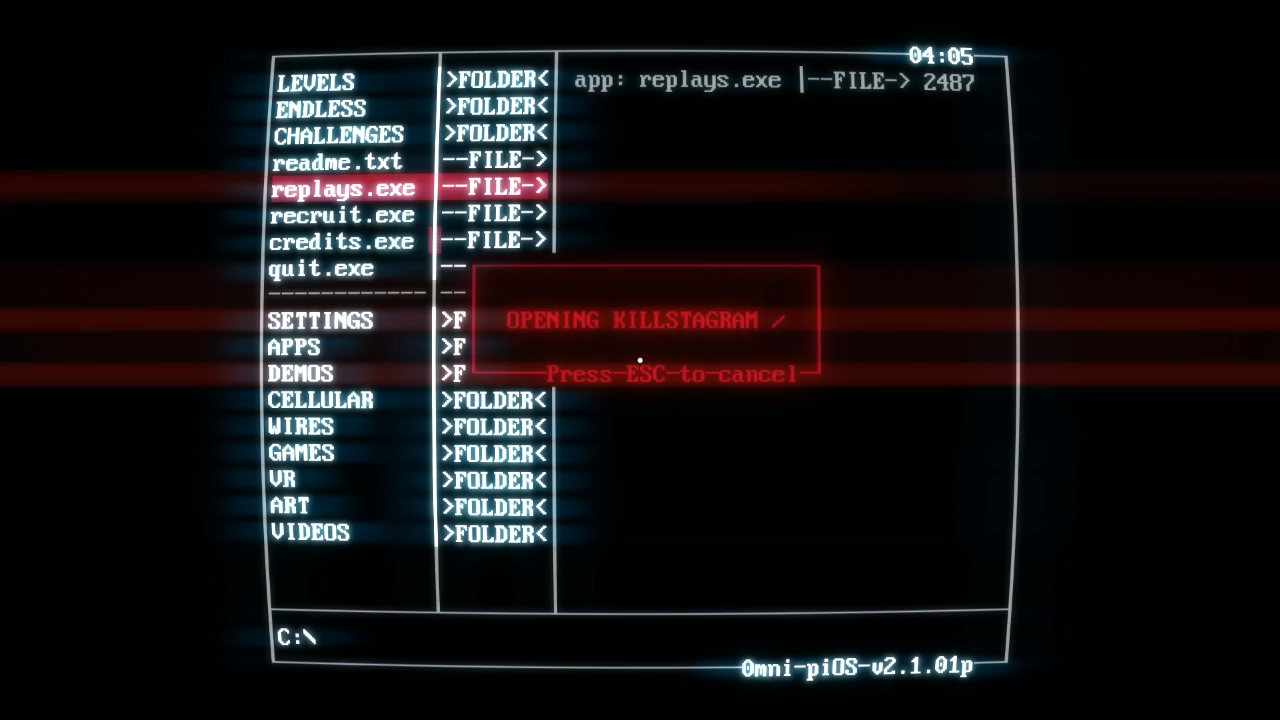 04:05
LEVELS >FOLDER< app: replays.exe |--FILE-> 2487
ENDLESS >FOLDER<
CHALLENGES >FOLDER<
readme.txt --FILE->
replays.exe --FILE->
recruit.exe --FILE->
credits.exe --FILE->
quit.exe --
------------ --
SETTINGS >F
OPENING KILLSTAGRAM /
APPS >F
DEMOS >F
Press ESC to cancel
CELLULAR >FOLDER<
WIRES >FOLDER<
GAMES >FOLDER<
VR >FOLDER<
ART >FOLDER<
VIDEOS >FOLDER<
C:\
Omni-piOS-v2.1.01p